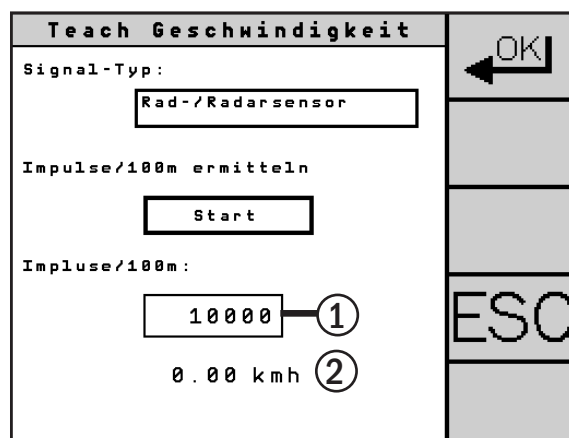 Teach Geschwindigkeit
OK
Signal-Typ:
Rad-/Radarsensor
Impulse/100m ermitteln
Start
Impluse/100m:
10000
1
0.00 kmh
2
ESC